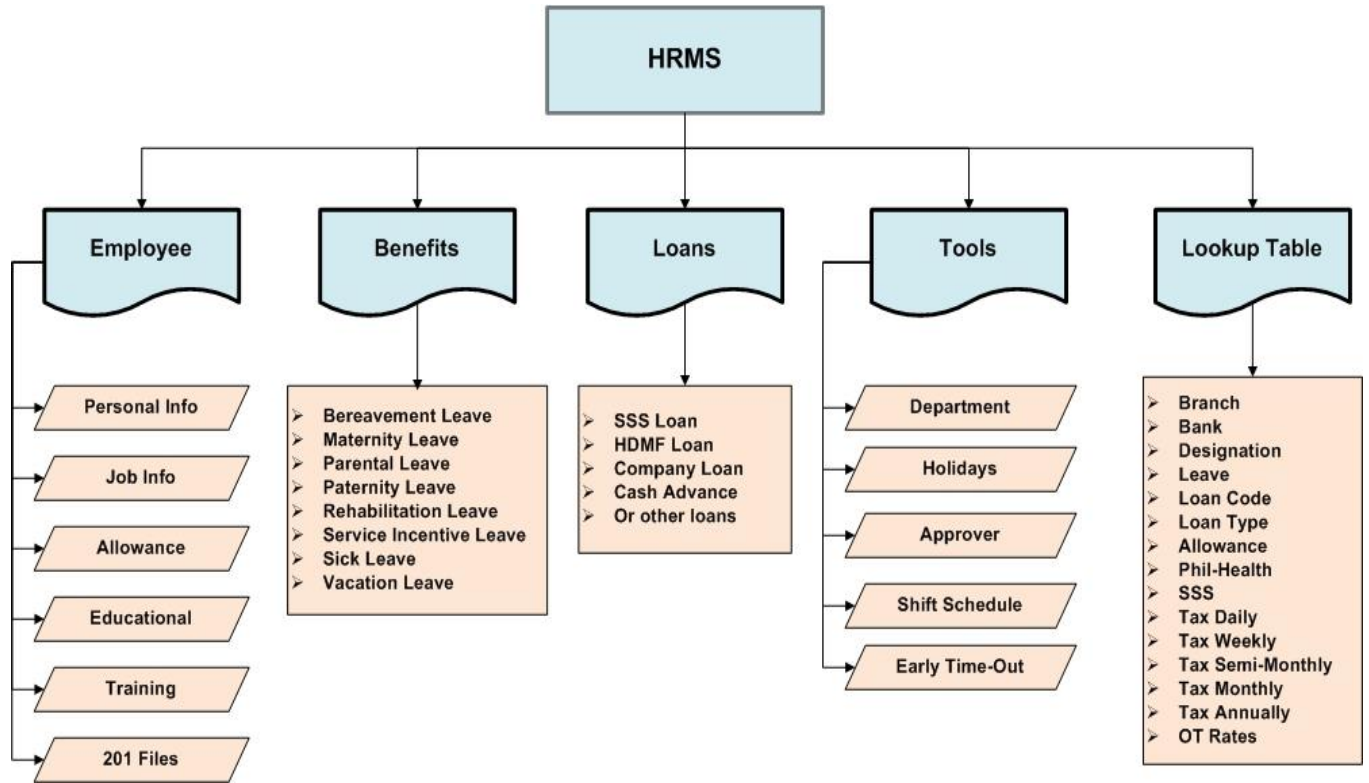 HRMS
Employee
Benefits
Loans
Tools
Lookup Table
Personal Info
Job Info
Allowance
Educational
Training
201 Files
Bereavement Leave
Maternity Leave
Parental Leave
Paternity Leave
Rehabilitation Leave
Service Incentive Leave
Sick Leave
Vacation Leave
SSS Loan
HDMF Loan
Company Loan
Cash Advance
Or other loans
Department
Holidays
Approver
Shift Schedule
Early Time-Out
Branch
Bank
Designation
Leave
Loan Code
Loan Type
Allowance
Phil-Health
SSS
Tax Daily
Tax Weekly
Tax Semi-Monthly
Tax Monthly
Tax Annually
OT Rates